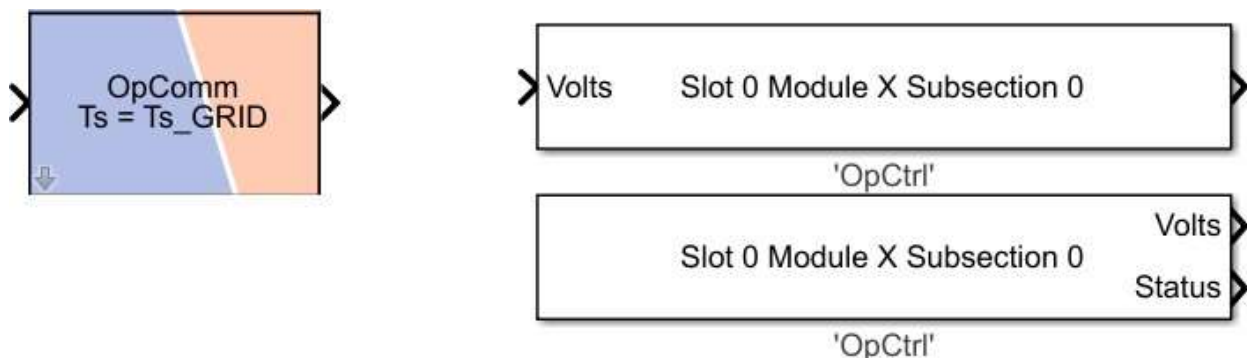 OpComm
Ts = Ts_GRID
Volts
Slot 0 Module X Subsection 0
'OpCtrl'
Volts
Slot 0 Module X Subsection 0
Status
'OpCtrl'